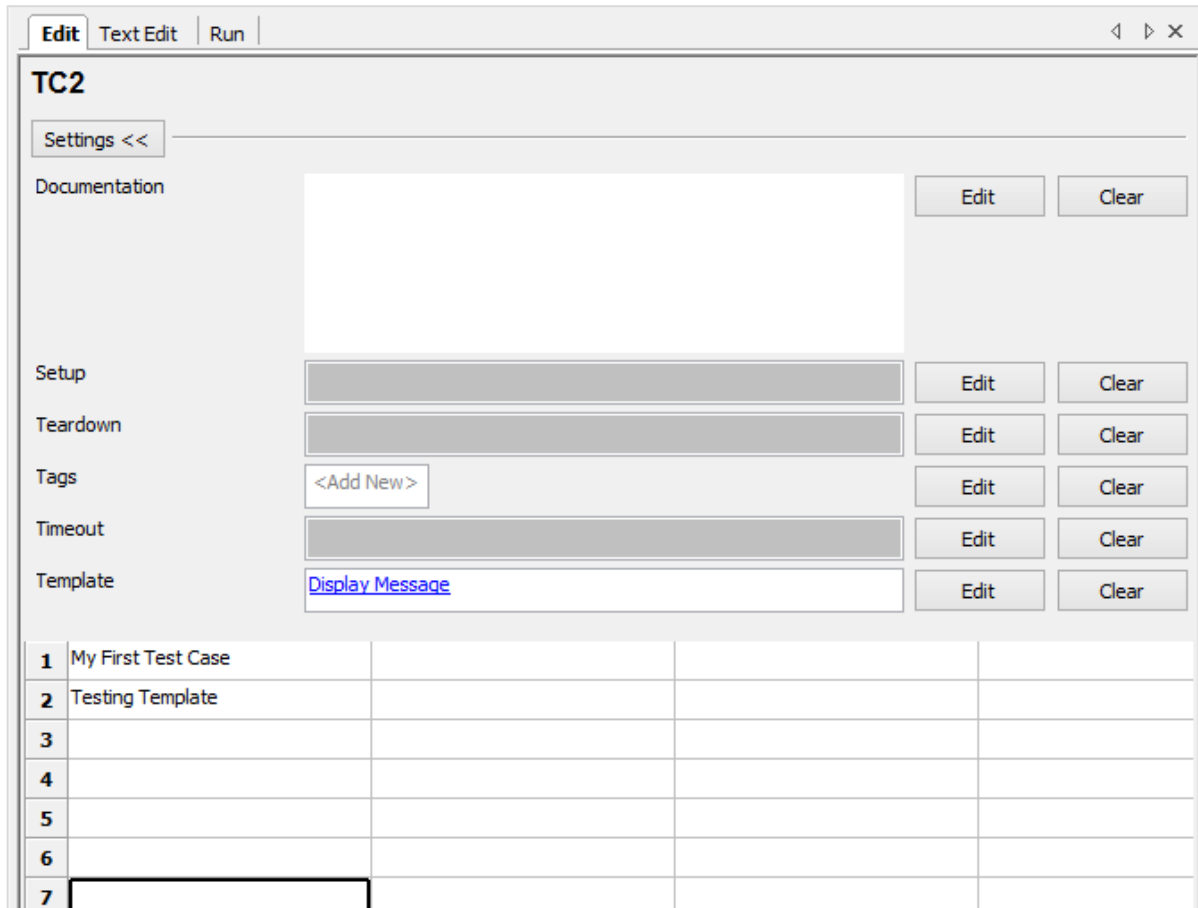 Edit Text Edit Run
TC2
Settings <<
Documentation Edit Clear
Setup Edit Clear
Teardown Edit Clear
Tags <Add New> Edit Clear
Timeout Edit Clear
Template Display Message Edit Clear
1 My First Test Case
2 Testing Template
3
4
5
6
7